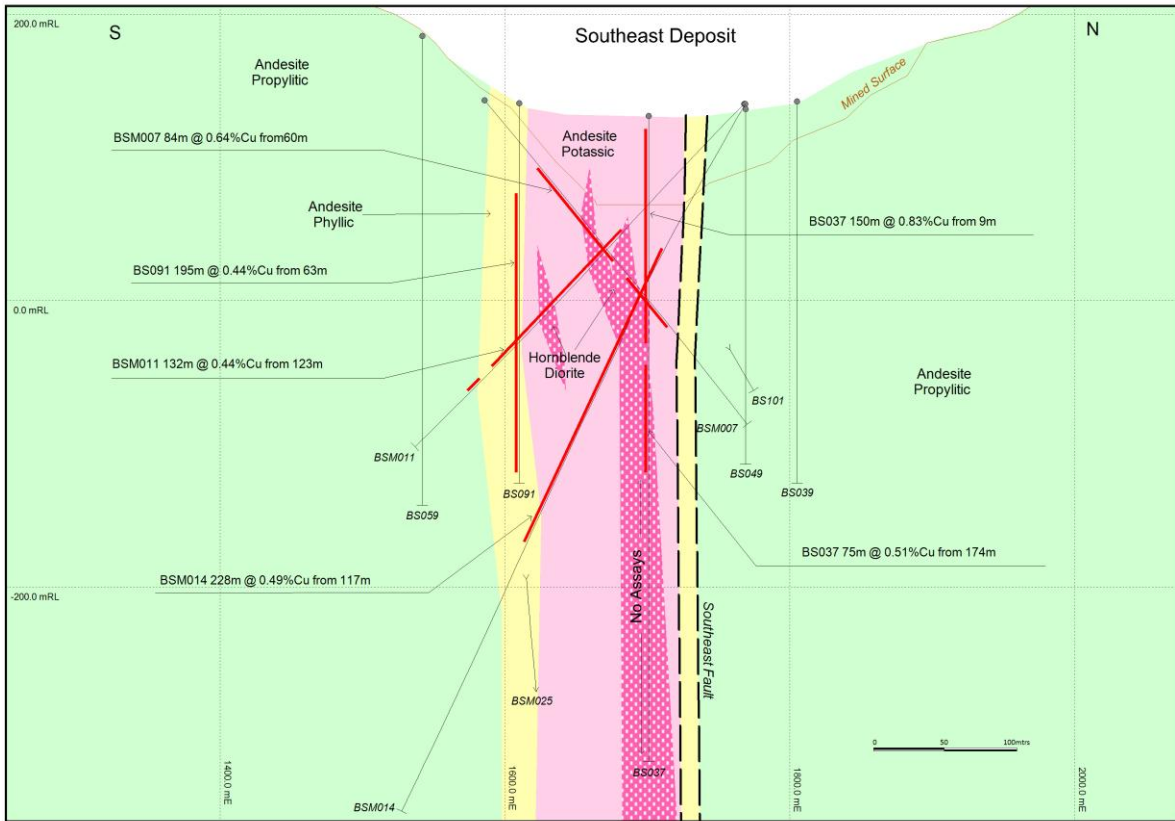 200.0 mRL
S
Southeast Deposit
N
Andesite
Propylitic
Mined Surface
BSM007 84m @ 0.64%Cu from60m
Andesite
Potassic
Andesite
Phyllic
BS037 150m @ 0.83%Cu from 9m
BS091 195m @ 0.44%Cu from 63m
0.0 mRL
BSM011 132m @ 0.44%Cu from 123m
Hornblende
Diorite
Andesite
Propylitic
BS101
BSM007
BSM011
BS049
BS091
BS039
BS059
No Assays
BS037 75m @ 0.51%Cu from 174m
BSM014 228m @ 0.49%Cu from 117m
-200.0 mRL
Southeast Fault
BSM025
0 50 100mtrs
BS037
1400.0 mE
1600.0 mE
1800.0 mE
2000.0 mE
BSM014